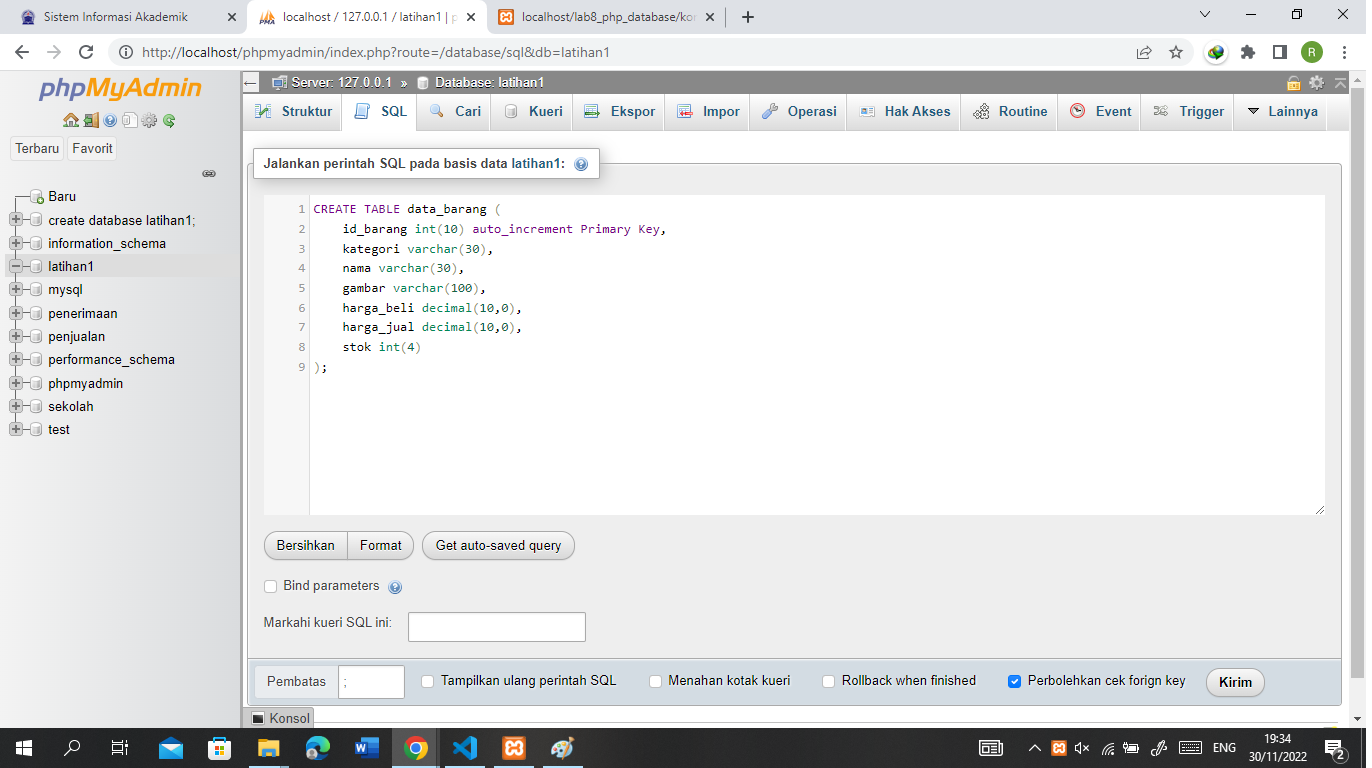 Sistem Informasi Akademik
localhost / 127.0.0.1 / latihan1 | p
localhost/lab8_php_database/kon
http://localhost/phpmyadmin/index.php?route=/database/sql&db=latihan1
R
phpMyAdmin
Terbaru Favorit
Baru
create database latihan1;
information_schema
latihan1
mysql
penerimaan
penjualan
performance_schema
phpmyadmin
sekolah
test
Server: 127.0.0.1 » Database: latihan1
Struktur SQL Cari Kueri Ekspor Impor Operasi Hak Akses Routine Event Trigger Lainnya
Jalankan perintah SQL pada basis data latihan1:
1 CREATE TABLE data_barang (
2 id_barang int(10) auto_increment Primary Key,
3 kategori varchar(30),
4 nama varchar(30),
5 gambar varchar(100),
6 harga_beli decimal(10,0),
7 harga_jual decimal(10,0),
8 stok int(4)
9 );
Bersihkan Format Get auto-saved query
Bind parameters
Markahi kueri SQL ini:
Pembatas ; Tampilkan ulang perintah SQL Menahan kotak kueri Rollback when finished Perbolehkan cek forign key Kirim
Konsol
ENG
19:34
30/11/2022
2